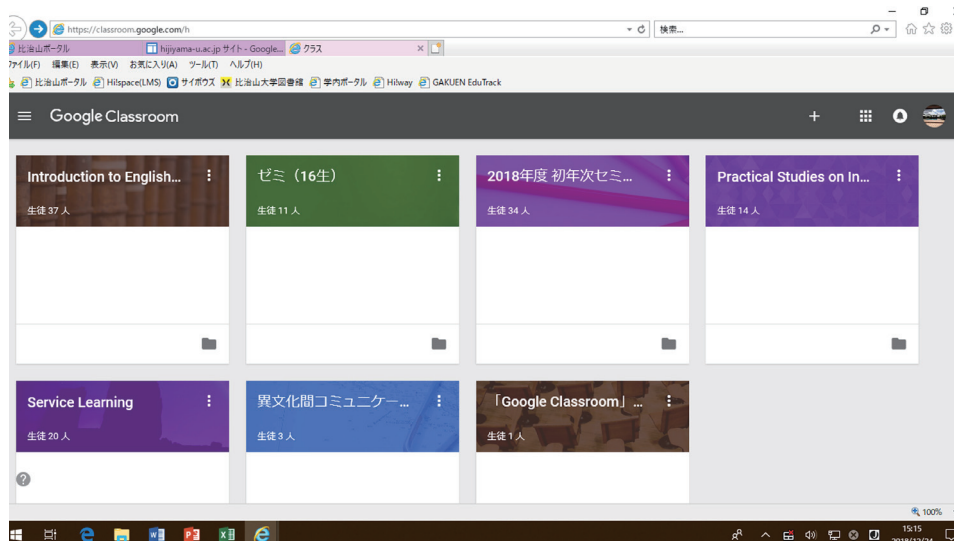 https://classroom.google.com/h
検索...
比治山ポータル
hijiyama-u.ac.jp サイト - Google...
クラス
ファイル(F) 編集(E) 表示(V) お気に入り(A) ツール(T) ヘルプ(H)
比治山ポータル Hi!space(LMS) サイボウズ 比治山大学図書館 学内ポータル Hilway GAKUEN EduTrack
Google Classroom
Introduction to English...
生徒 37 人
ゼミ（16生）
生徒 11 人
2018年度 初年次セミ...
生徒 34 人
Practical Studies on In...
生徒 14 人
Service Learning
生徒 20 人
異文化間コミュニケー...
生徒 3 人
「Google Classroom」...
生徒 1 人
100%
15:15
2018/12/24